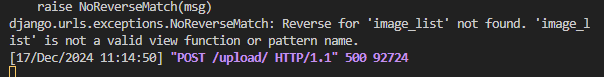 raise NoReverseMatch(msg)
django.urls.exceptions.NoReverseMatch: Reverse for 'image_list' not found. 'image_l
ist' is not a valid view function or pattern name.
[17/Dec/2024 11:14:50] "POST /upload/ HTTP/1.1" 500 92724